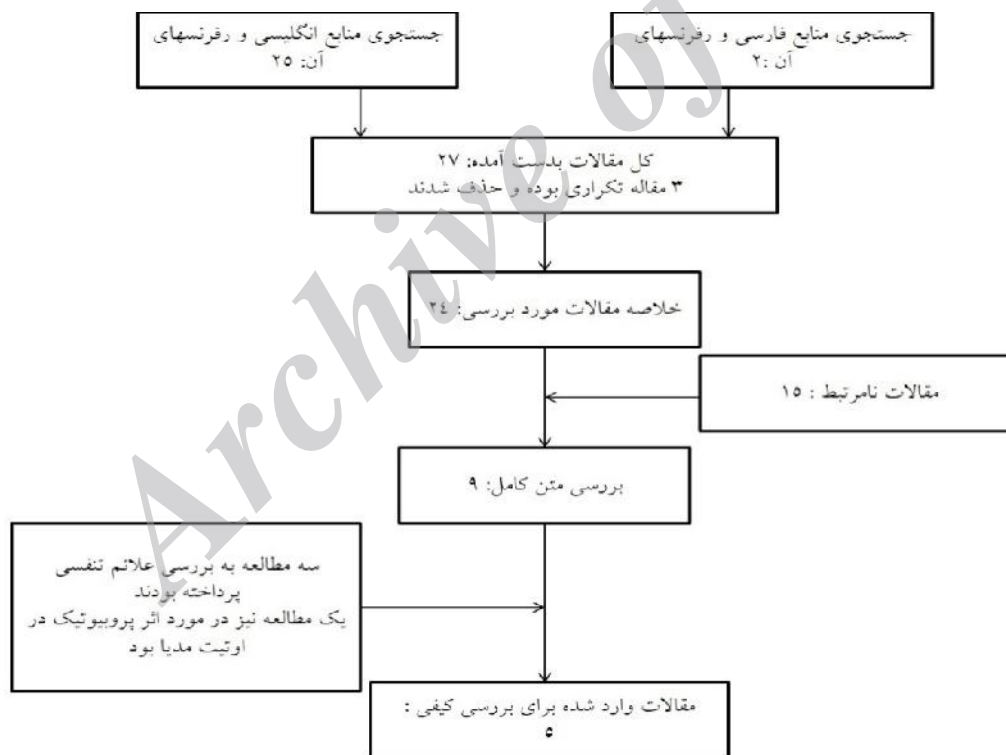 جستجوی منابع فارسی و رفرنسهای
آن :۲
جستجوی منابع انگلیسی و رفرنسهای
آن: ۲۵
کل مقالات بدست آمده: ۲۷
۳ مقاله تکراری بوده و حذف شدند
خلاصه مقالات مورد بررسی: ۲٤
مقالات نامرتبط : ۱۵
بررسی متن کامل: ۹
سه مطالعه به بررسی علائم تنفسی
پرداخته بودند
یک مطالعه نیز در مورد اثر پروبیوتیک در
اوتیت مدیا بود
مقالات وارد شده برای بررسی کیفی :
۵
Archive of